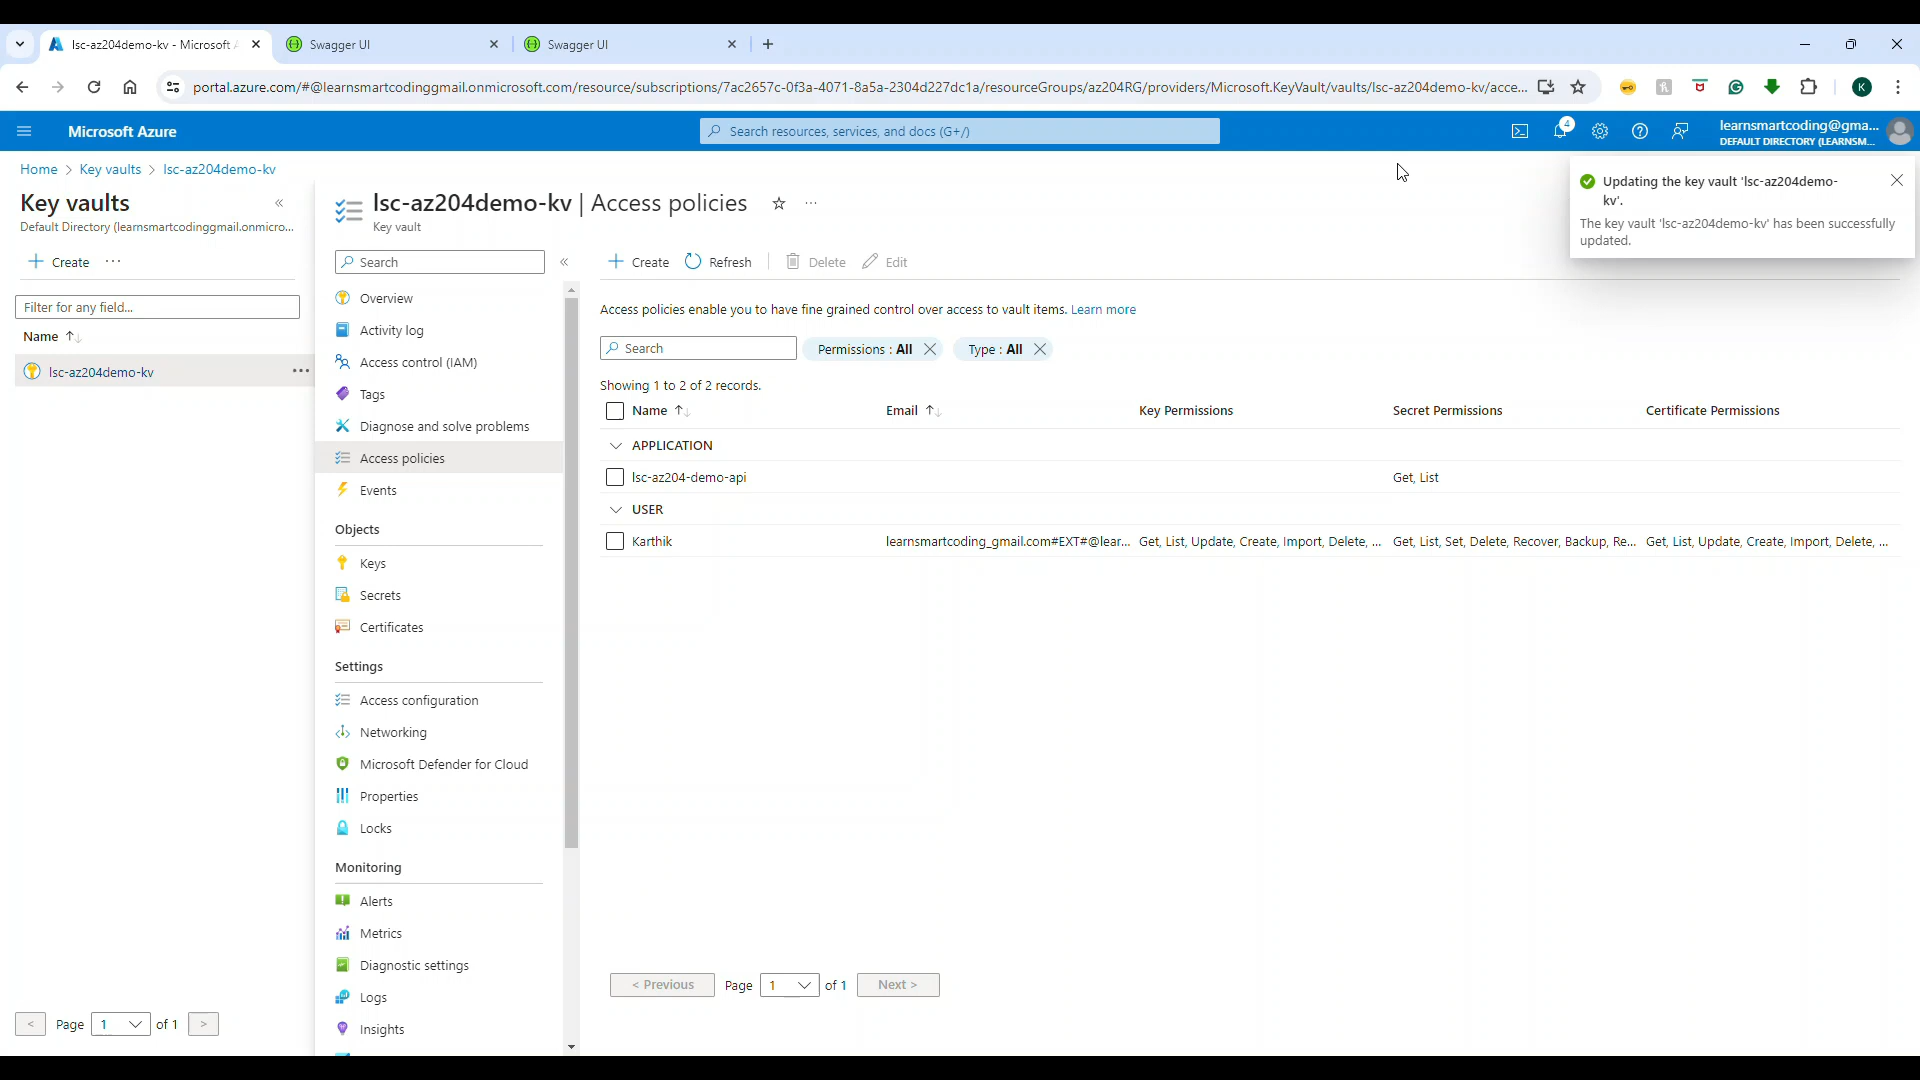 lsc-az204demo-kv - Microsoft A
Swagger UI
Swagger UI
portal.azure.com/#@learnsmartcodinggmail.onmicrosoft.com/resource/subscriptions/7ac2657c-0f3a-4071-8a5a-2304d227dc1a/resourceGroups/az204RG/providers/Microsoft.KeyVault/vaults/lsc-az204demo-kv/acce...
K
Microsoft Azure
Search resources, services, and docs (G+/)
4
learnsmartcoding@gma...
DEFAULT DIRECTORY (LEARNSM...
Home > Key vaults > lsc-az204demo-kv
Updating the key vault 'lsc-az204demo-
kv'.
The key vault 'lsc-az204demo-kv' has been successfully
updated.
Key vaults
Default Directory (learnsmartcodinggmail.onmicro...
+ Create ...
Filter for any field...
Name
lsc-az204demo-kv ...
< Page 1 of 1 >
lsc-az204demo-kv | Access policies ...
Key vault
Search
Overview
Activity log
Access control (IAM)
Tags
Diagnose and solve problems
Access policies
Events
Objects
Keys
Secrets
Certificates
Settings
Access configuration
Networking
Microsoft Defender for Cloud
Properties
Locks
Monitoring
Alerts
Metrics
Diagnostic settings
Logs
Insights
+ Create Refresh Delete Edit
Access policies enable you to have fine grained control over access to vault items. Learn more
Search Permissions : All Type : All
Showing 1 to 2 of 2 records.
Name Email Key Permissions Secret Permissions Certificate Permissions
APPLICATION
lsc-az204-demo-api Get, List
USER
Karthik learnsmartcoding_gmail.com#EXT#@lear... Get, List, Update, Create, Import, Delete, ... Get, List, Set, Delete, Recover, Backup, Re... Get, List, Update, Create, Import, Delete, ...
< Previous Page 1 of 1 Next >